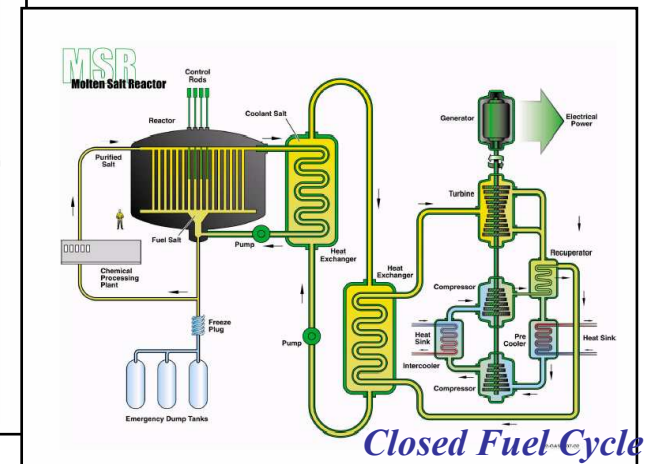 MSR
Molten Salt Reactor
Control
Rods
Reactor
Coolant Salt
Purified
Salt
Fuel Salt
Pump
Heat
Exchanger
Chemical
Processing
Plant
Freeze
Plug
Emergency Dump Tanks
Pump
Heat
Exchanger
Generator
Electrical
Power
Turbine
Recuperator
Compressor
Heat
Sink
Pre
Cooler
Heat Sink
Intercooler
Compressor
Closed Fuel Cycle